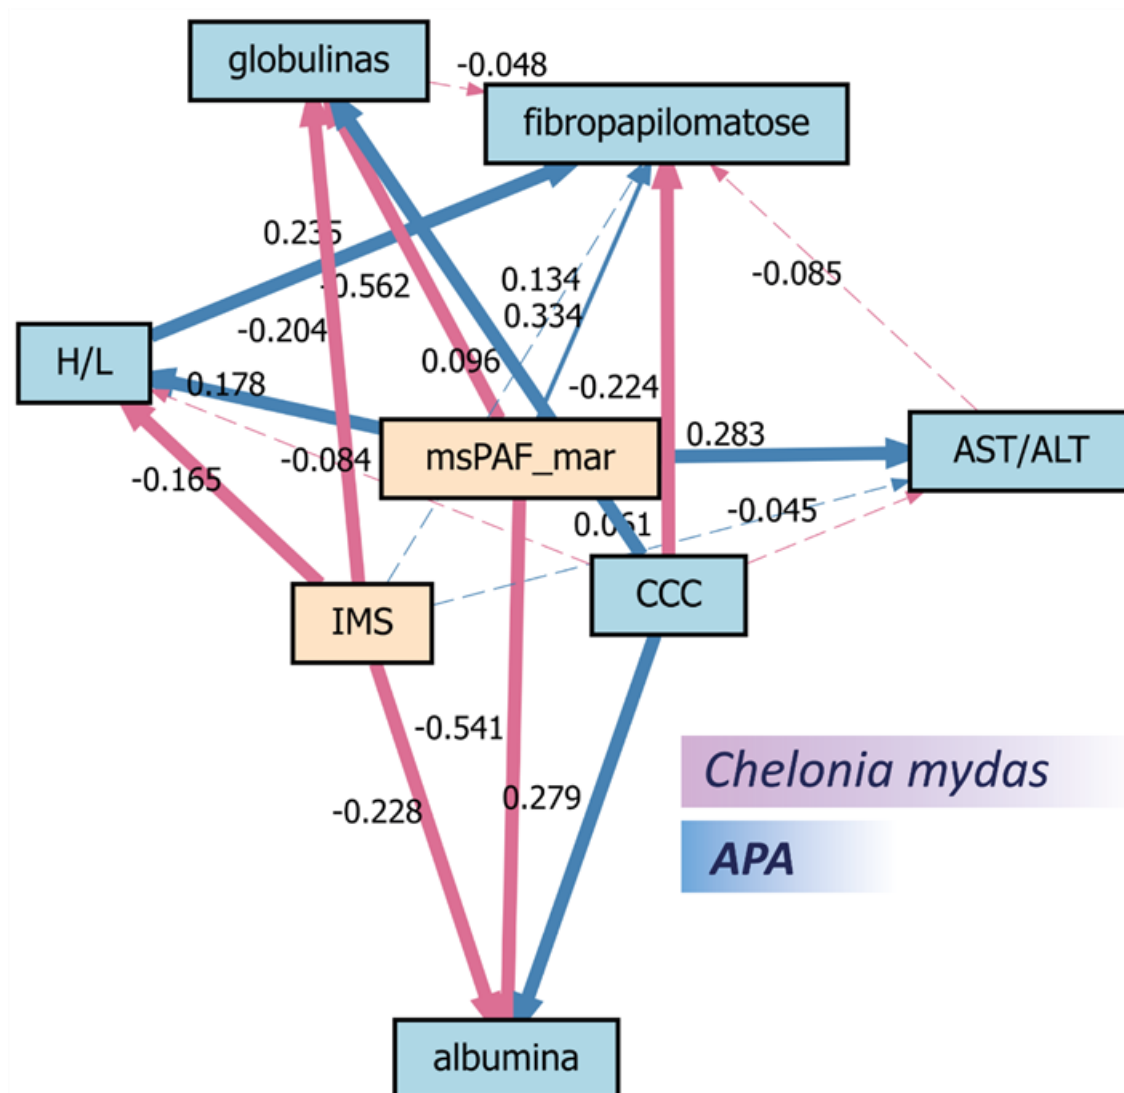 globulinas
-0.048
fibropapilomatose
0.235
-0.562
0.134
-0.085
-0.204
0.334
H/L
0.178
0.096
-0.224
msPAF_mar
0.283
AST/ALT
-0.084
-0.165
0.061
-0.045
IMS
CCC
-0.541
Chelonia mydas
-0.228
0.279
APA
albumina